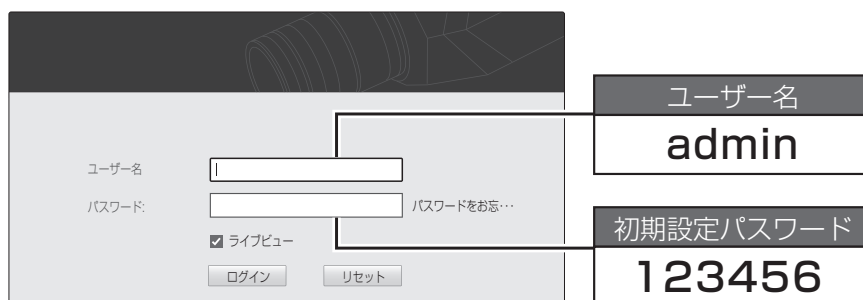 ユーザー名
admin
ユーザー名
パスワード:
パスワードをお忘･･･
ライブビュー
ログイン
リセット
初期設定パスワード
123456